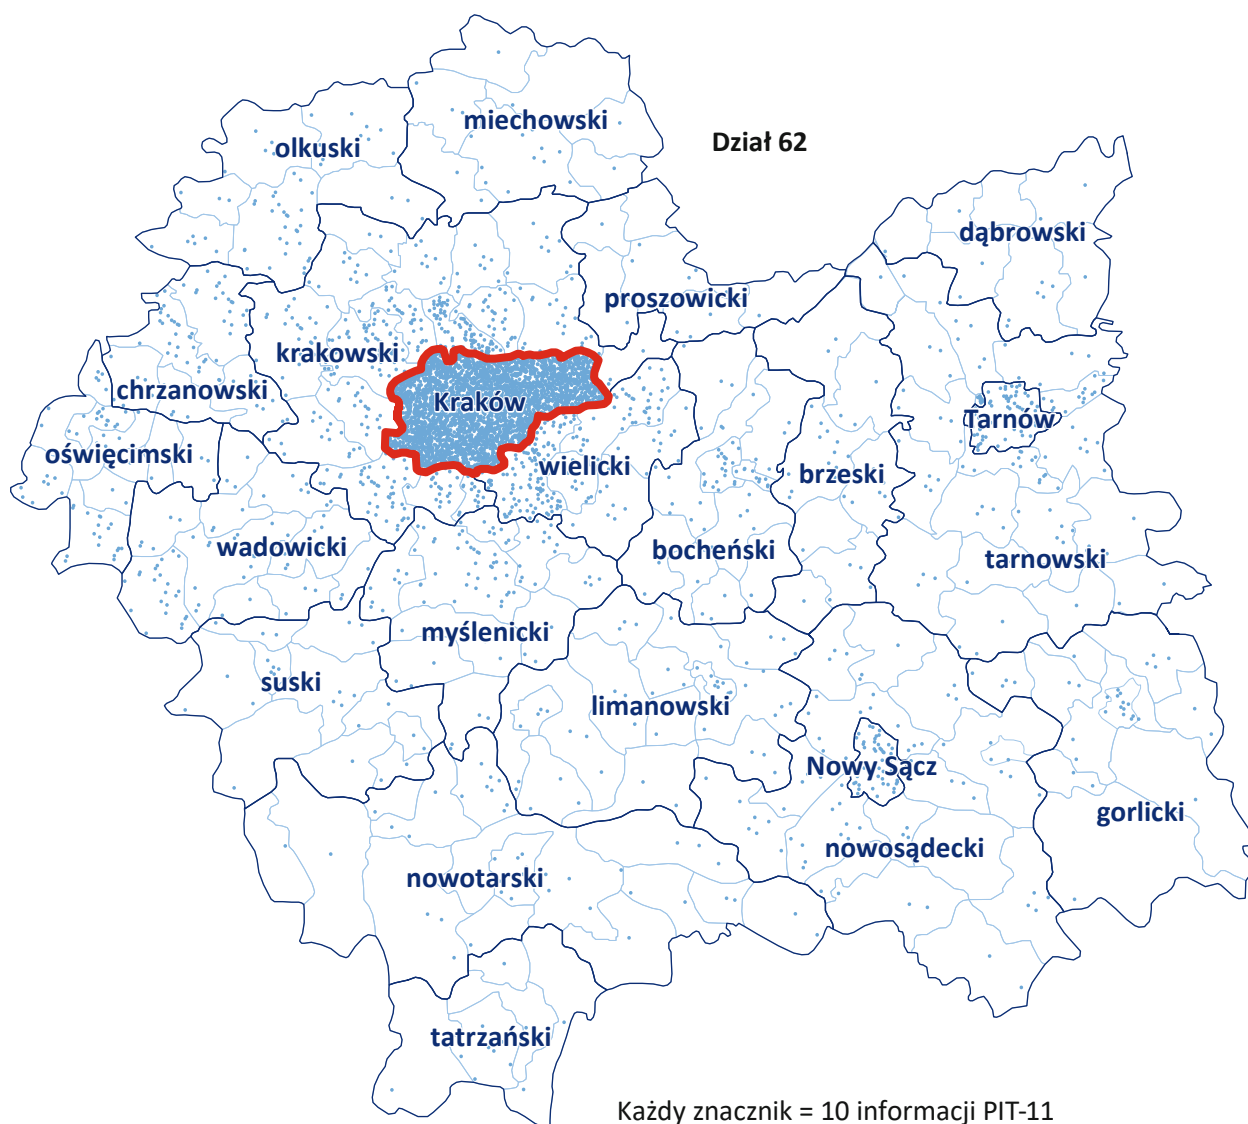 miechowski
Dział 62
olkuski
dąbrowski
proszowicki
krakowski
chrzanowski
Kraków
Tarnów
oświęcimski
wielicki
brzeski
wadowicki
bocheński
tarnowski
myślenicki
suski
limanowski
Nowy Sącz
gorlicki
nowosądecki
nowotarski
tatrzański
Każdy znacznik = 10 informacji PIT-11